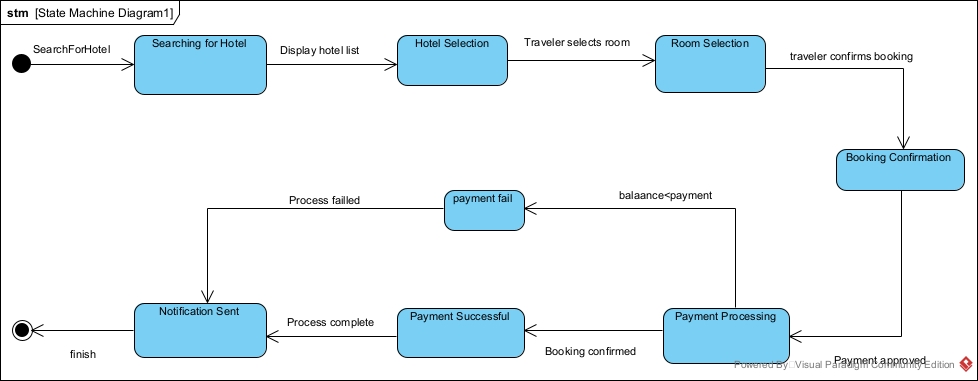 stm [State Machine Diagram1]
SearchForHotel
Searching for Hotel
Display hotel list
Hotel Selection
Traveler selects room
Room Selection
traveler confirms booking
Booking Confirmation
payment fail
balaance<payment
Process failled
Notification Sent
Process complete
Payment Successful
Booking confirmed
Payment Processing
Payment approved
finish
Powered By Visual Paradigm Community Edition